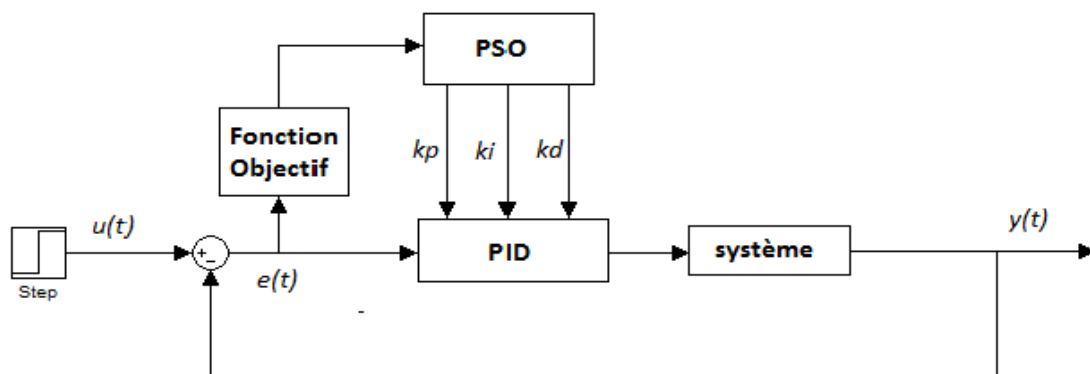 PSO
Fonction
Objectif
kp
ki
kd
u(t)
y(t)
+
-
PID
système
e(t)
Step
-